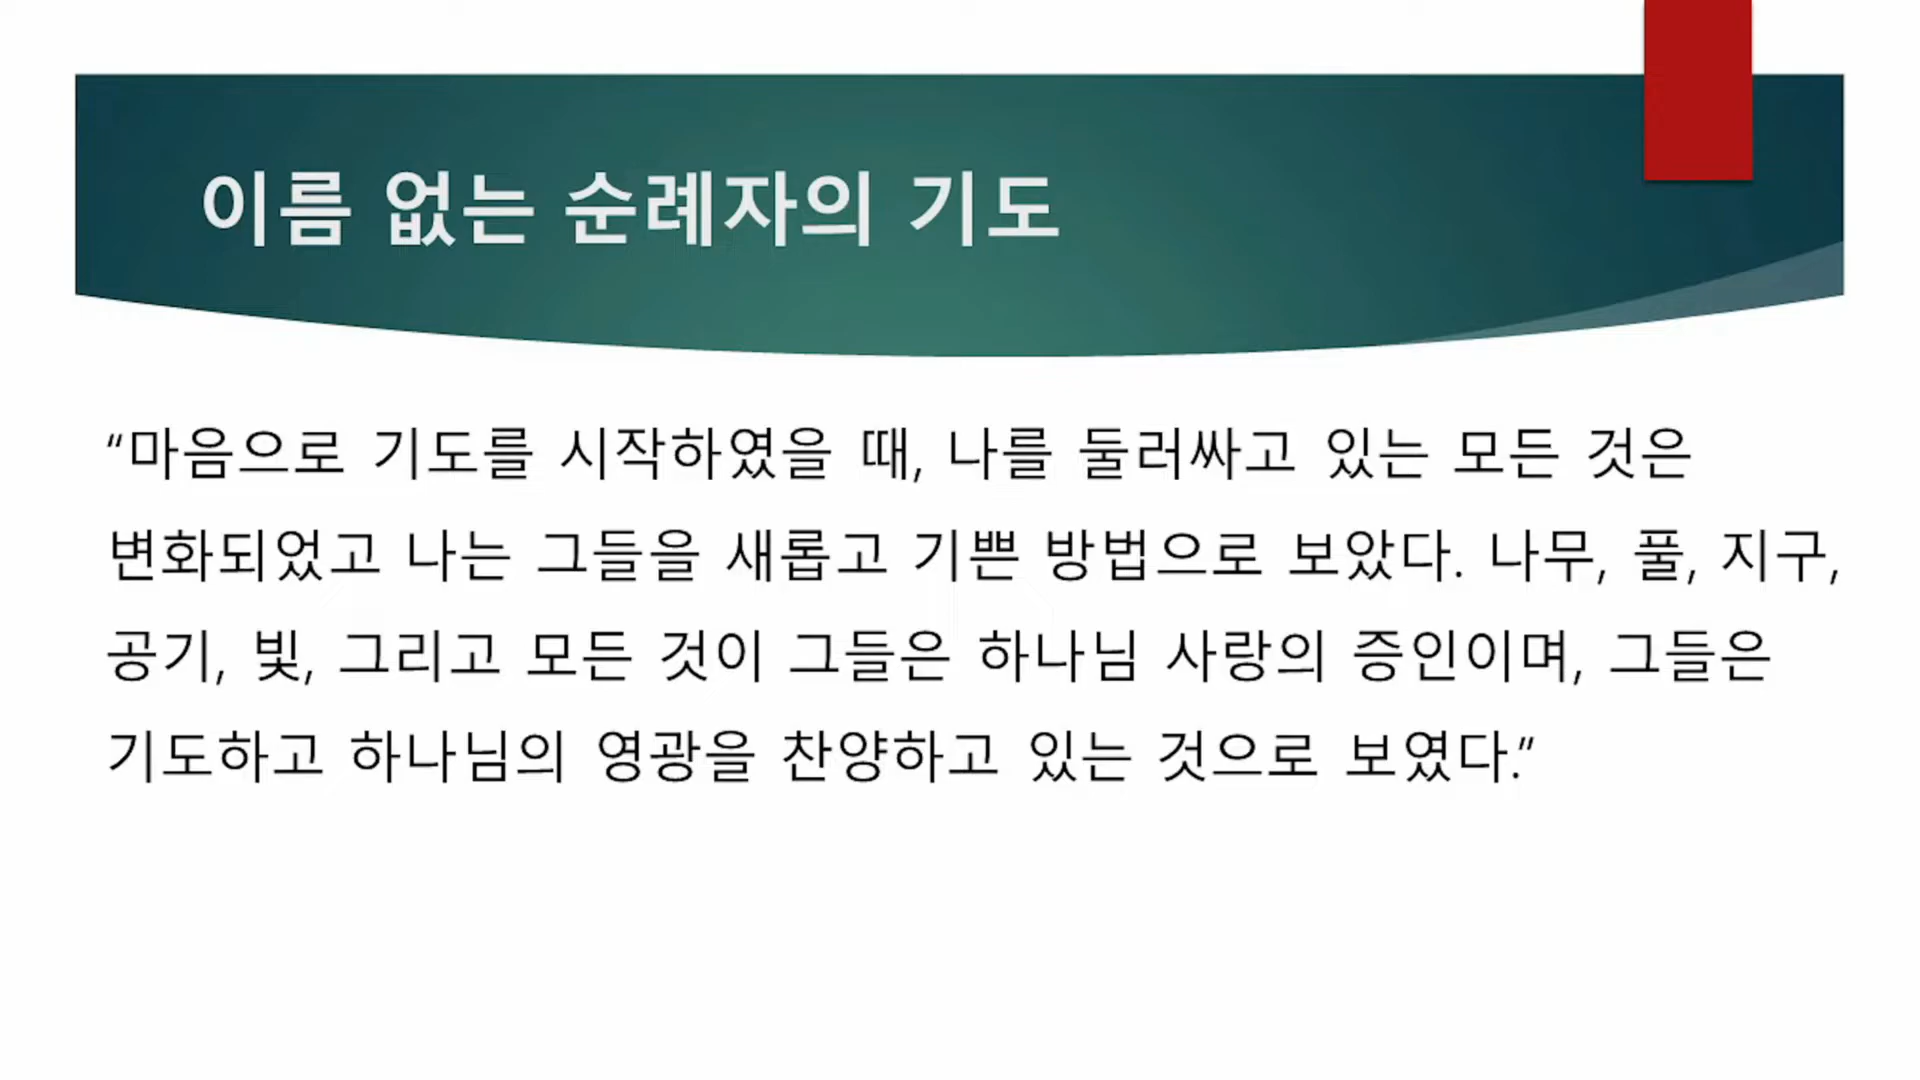 이름 없는 순례자의 기도
“마음으로 기도를 시작하였을 때, 나를 둘러싸고 있는 모든 것은
변화되었고 나는 그들을 새롭고 기쁜 방법으로 보았다. 나무, 풀, 지구,
공기, 빛, 그리고 모든 것이 그들은 하나님 사랑의 증인이며, 그들은
기도하고 하나님의 영광을 찬양하고 있는 것으로 보였다.”